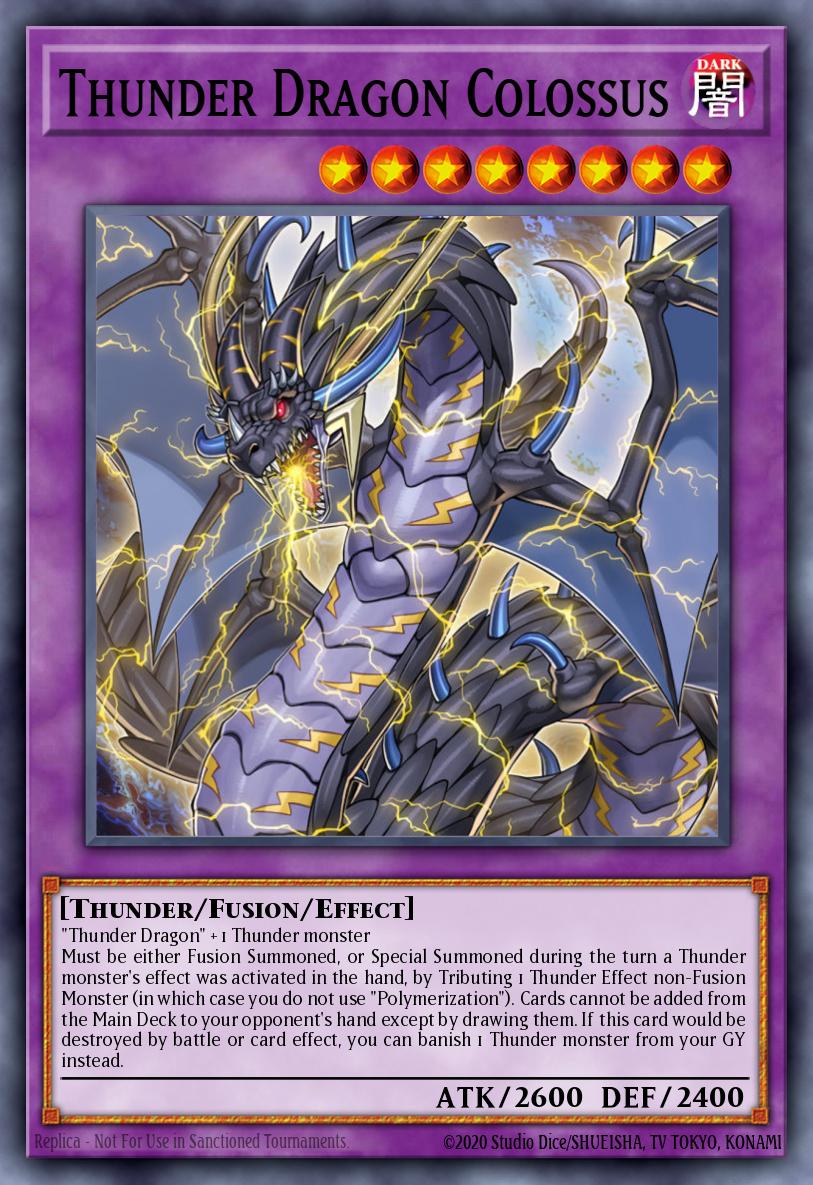 Thunder Dragon Colossus
DARK
闇
[Thunder/Fusion/Effect]
"Thunder Dragon" + 1 Thunder monster
Must be either Fusion Summoned, or Special Summoned during the turn a Thunder
monster's effect was activated in the hand, by Tributing 1 Thunder Effect non-Fusion
Monster (in which case you do not use "Polymerization"). Cards cannot be added from
the Main Deck to your opponent's hand except by drawing them. If this card would be
destroyed by battle or card effect, you can banish 1 Thunder monster from your GY
instead.
ATK/2600 DEF/2400
Replica - Not For Use in Sanctioned Tournaments.
©2020 Studio Dice/SHUEISHA, TV TOKYO, KONAMI